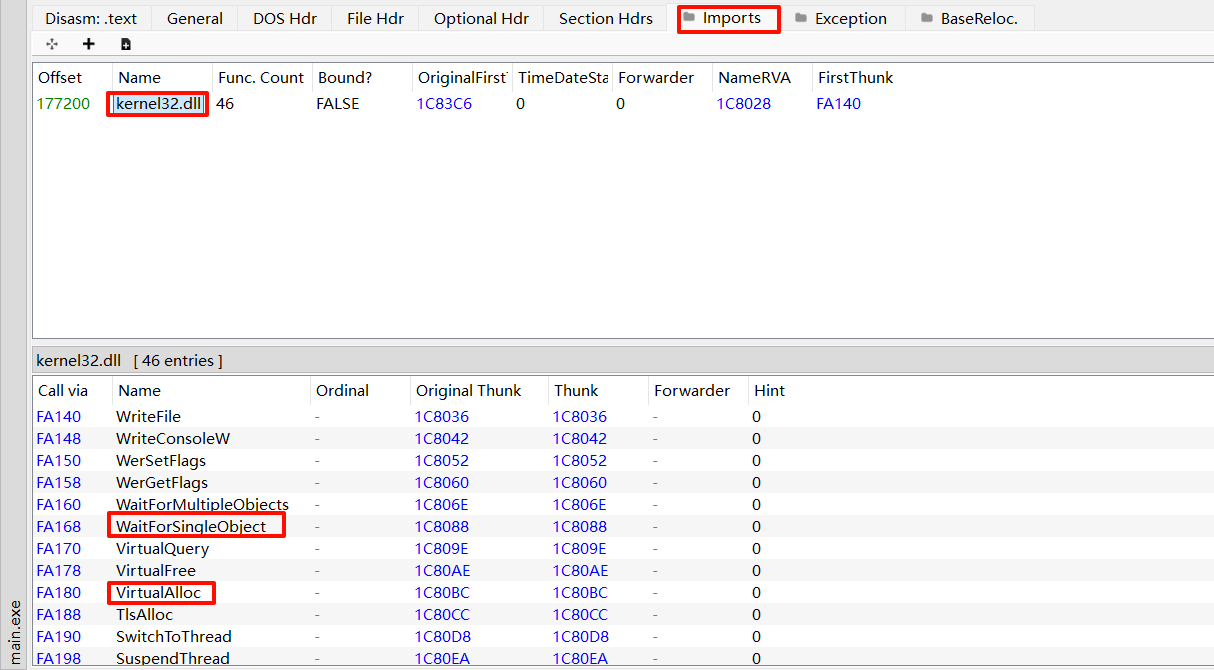 Disasm: .text General DOS Hdr File Hdr Optional Hdr Section Hdrs Imports Exception BaseReloc.
Offset Name Func. Count Bound? OriginalFirstT TimeDateSta Forwarder NameRVA FirstThunk
177200 kernel32.dll 46 FALSE 1C83C6 0 0 1C8028 FA140
kernel32.dll [ 46 entries ]
Call via Name Ordinal Original Thunk Thunk Forwarder Hint
FA140 WriteFile - 1C8036 1C8036 - 0
FA148 WriteConsoleW - 1C8042 1C8042 - 0
FA150 WerSetFlags - 1C8052 1C8052 - 0
FA158 WerGetFlags - 1C8060 1C8060 - 0
FA160 WaitForMultipleObjects - 1C806E 1C806E - 0
FA168 WaitForSingleObject - 1C8088 1C8088 - 0
FA170 VirtualQuery - 1C809E 1C809E - 0
FA178 VirtualFree - 1C80AE 1C80AE - 0
FA180 VirtualAlloc - 1C80BC 1C80BC - 0
FA188 TlsAlloc - 1C80CC 1C80CC - 0
FA190 SwitchToThread - 1C80D8 1C80D8 - 0
FA198 SuspendThread - 1C80EA 1C80EA - 0
main.exe